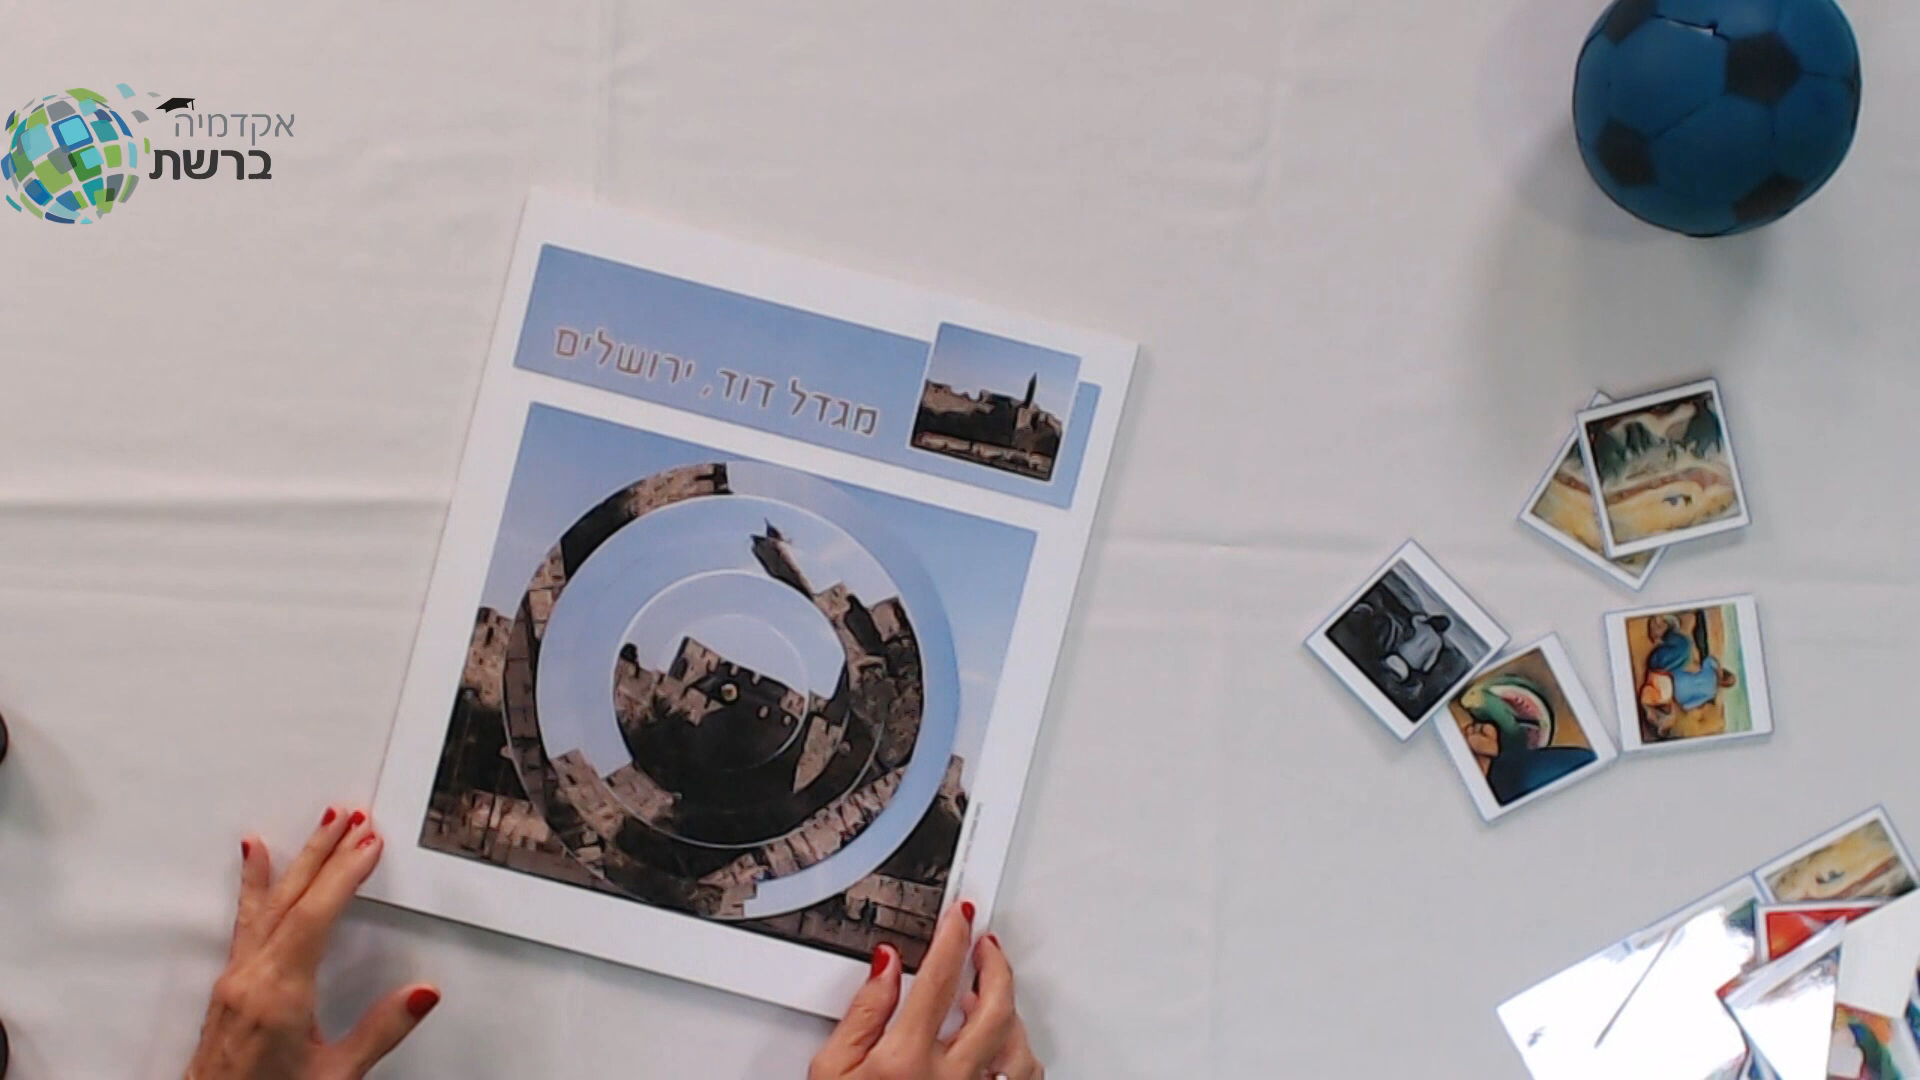 אקדמיה
ברשת
מגדל דוד, ירושלים